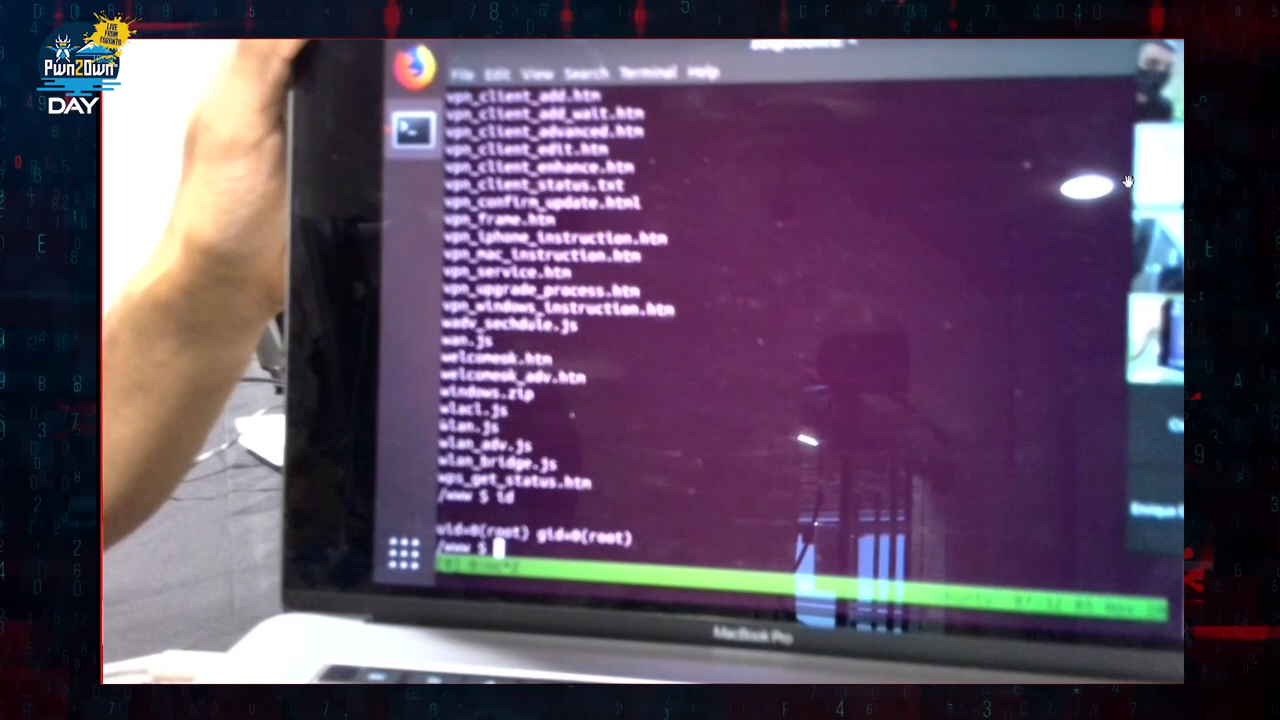 LIVE
FROM
TORONTO
Pwn2Own
DAY
File Edit View Search Terminal Help
vpn_client_add.htm
vpn_client_add_wait.htm
vpn_client_advanced.htm
vpn_client_edit.htm
vpn_client_enhance.htm
vpn_client_status.txt
vpn_confirm_update.html
vpn_frame.htm
vpn_iphone_instruction.htm
vpn_mac_instruction.htm
vpn_service.htm
vpn_upgrade_process.htm
vpn_windows_instruction.htm
wadv_sechdule.js
wan.js
welcomeok.htm
welcomeok_adv.htm
windows.zip
wlacl.js
wlan.js
wlan_adv.js
wlan_bridge.js
wps_get_status.htm
/www $ id
uid=0(root) gid=0(root)
/www $
MacBook Pro